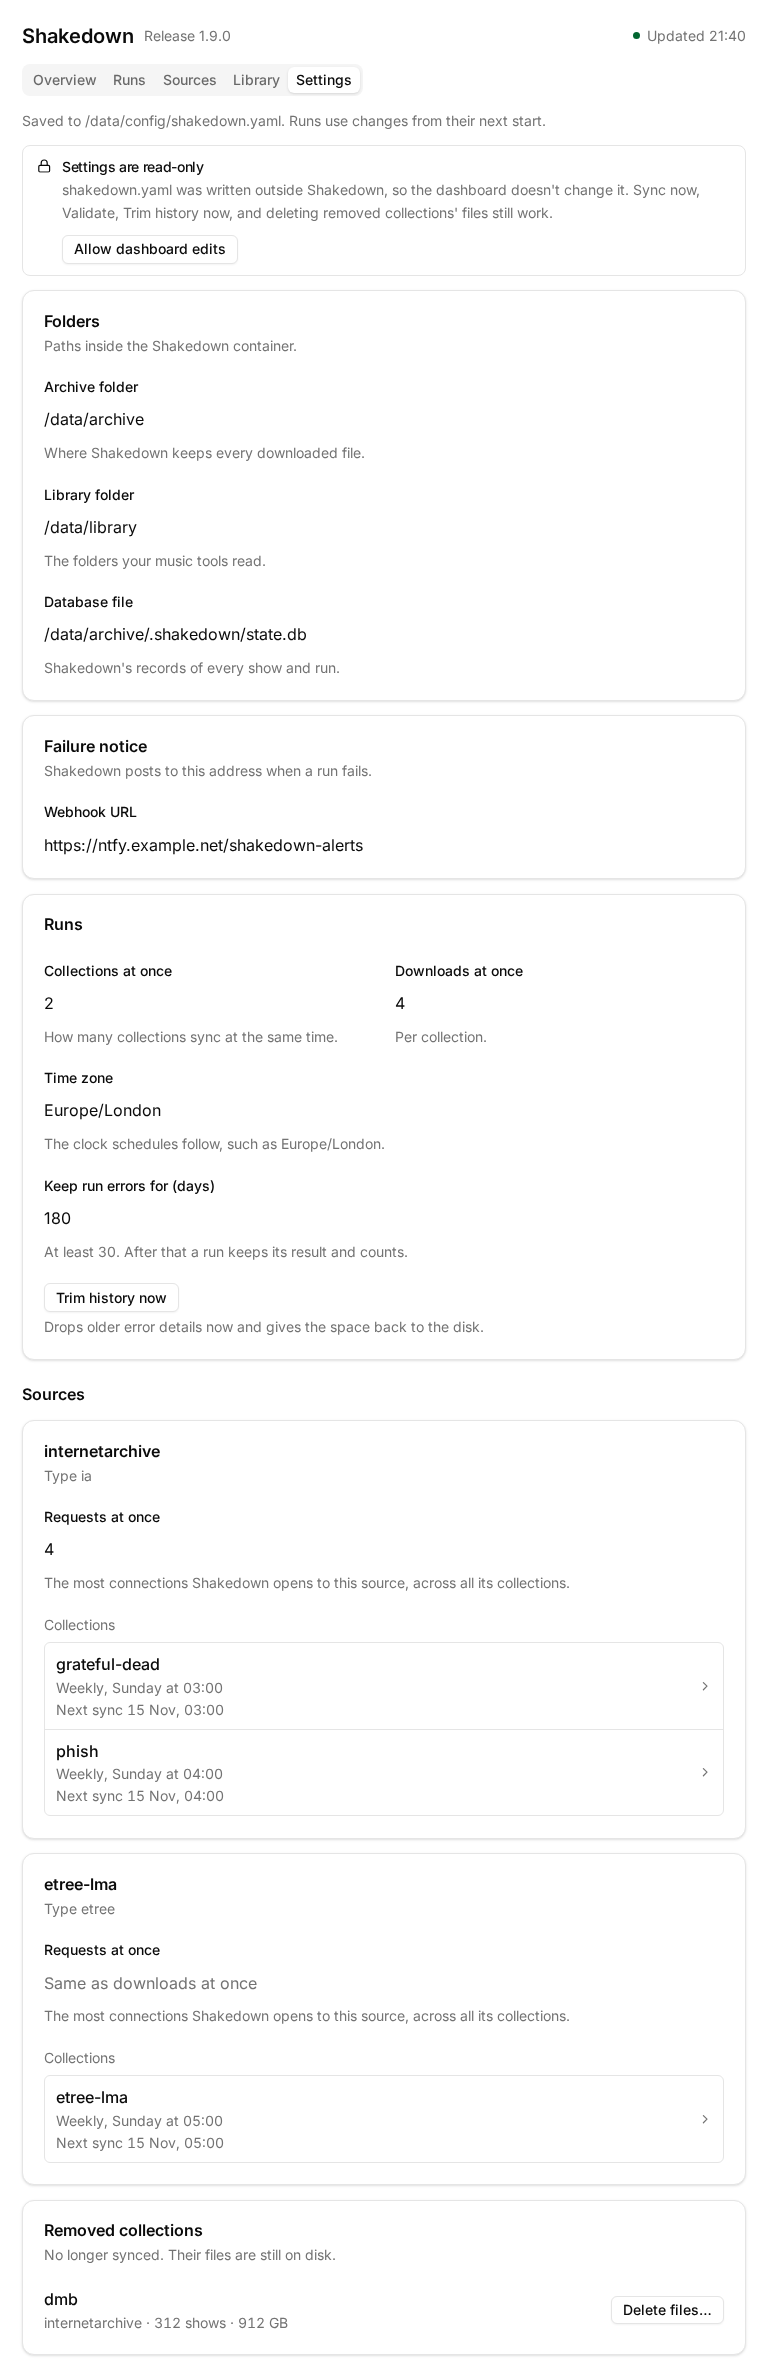 Shakedown Release 1.9.0 Updated 21:40
Overview Runs Sources Library Settings
Saved to /data/config/shakedown.yaml. Runs use changes from their next start.
Settings are read-only
shakedown.yaml was written outside Shakedown, so the dashboard doesn't change it. Sync now,
Validate, Trim history now, and deleting removed collections' files still work.
Allow dashboard edits
Folders
Paths inside the Shakedown container.
Archive folder
/data/archive
Where Shakedown keeps every downloaded file.
Library folder
/data/library
The folders your music tools read.
Database file
/data/archive/.shakedown/state.db
Shakedown's records of every show and run.
Failure notice
Shakedown posts to this address when a run fails.
Webhook URL
https://ntfy.example.net/shakedown-alerts
Runs
Collections at once
2
How many collections sync at the same time.
Downloads at once
4
Per collection.
Time zone
Europe/London
The clock schedules follow, such as Europe/London.
Keep run errors for (days)
180
At least 30. After that a run keeps its result and counts.
Trim history now
Drops older error details now and gives the space back to the disk.
Sources
internetarchive
Type ia
Requests at once
4
The most connections Shakedown opens to this source, across all its collections.
Collections
grateful-dead
Weekly, Sunday at 03:00
Next sync 15 Nov, 03:00
phish
Weekly, Sunday at 04:00
Next sync 15 Nov, 04:00
etree-lma
Type etree
Requests at once
Same as downloads at once
The most connections Shakedown opens to this source, across all its collections.
Collections
etree-lma
Weekly, Sunday at 05:00
Next sync 15 Nov, 05:00
Removed collections
No longer synced. Their files are still on disk.
dmb
internetarchive · 312 shows · 912 GB
Delete files…